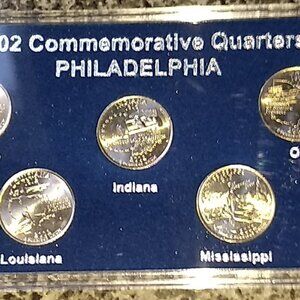 02 Commemorative Quarters
PHILADELPHIA
Indiana
O
Louisiana
Mississippi